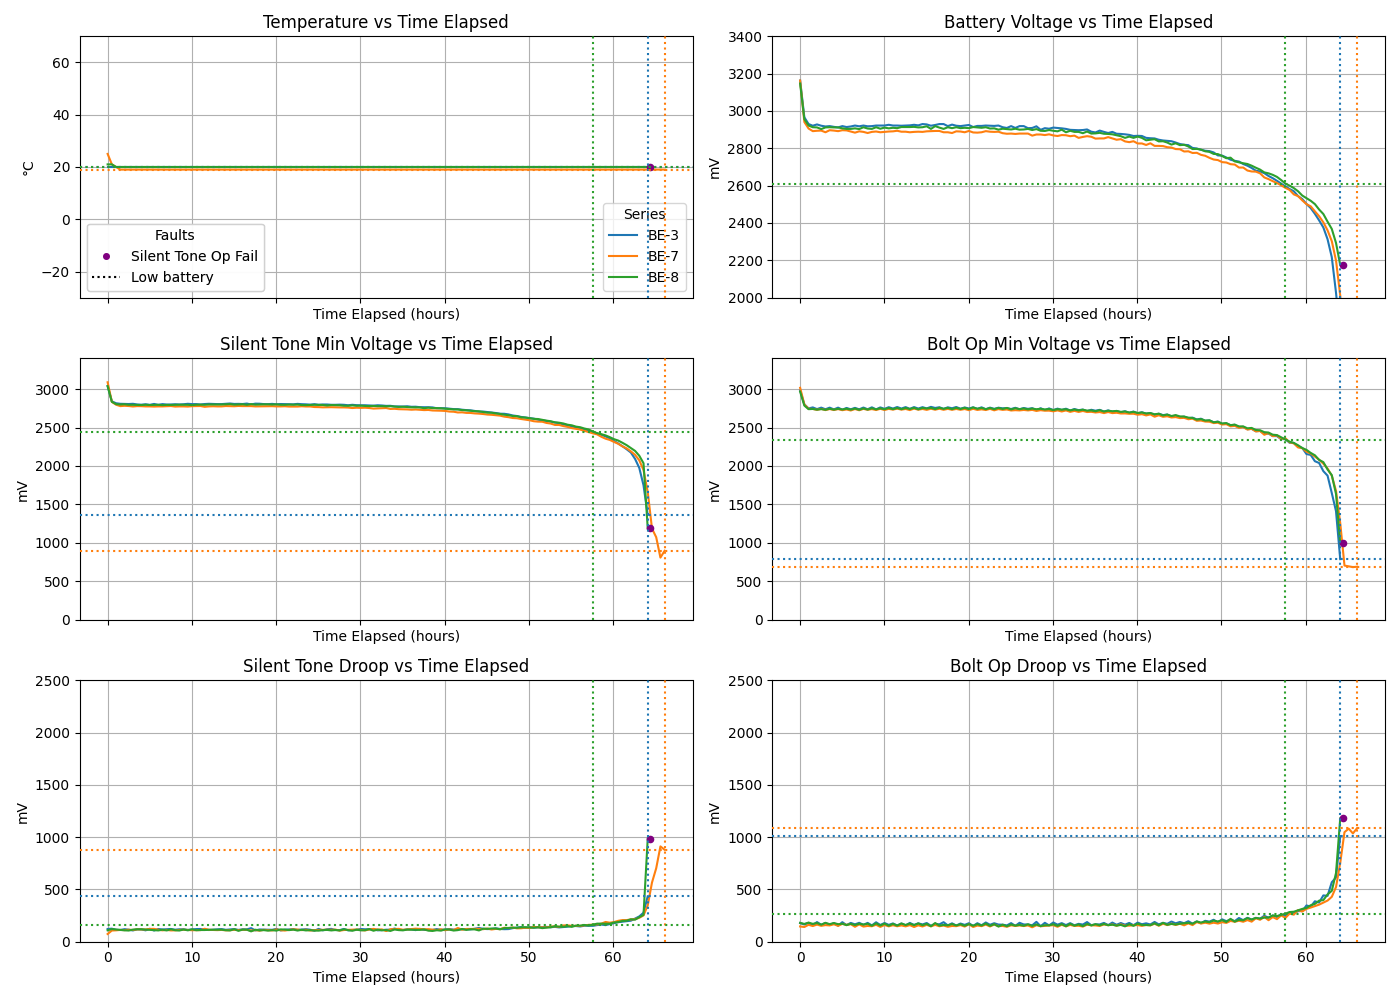 Temperature vs Time Elapsed
60
40
20
0
−20
°C
Faults
Silent Tone Op Fail
Low battery
Series
BE-3
BE-7
BE-8
Time Elapsed (hours)
Battery Voltage vs Time Elapsed
3400
3200
3000
2800
2600
2400
2200
2000
mV
Time Elapsed (hours)
Silent Tone Min Voltage vs Time Elapsed
3000
2500
2000
1500
1000
500
0
mV
Time Elapsed (hours)
Bolt Op Min Voltage vs Time Elapsed
3000
2500
2000
1500
1000
500
0
mV
Time Elapsed (hours)
Silent Tone Droop vs Time Elapsed
2500
2000
1500
1000
500
0
mV
0 10 20 30 40 50 60
Time Elapsed (hours)
Bolt Op Droop vs Time Elapsed
2500
2000
1500
1000
500
0
mV
0 10 20 30 40 50 60
Time Elapsed (hours)